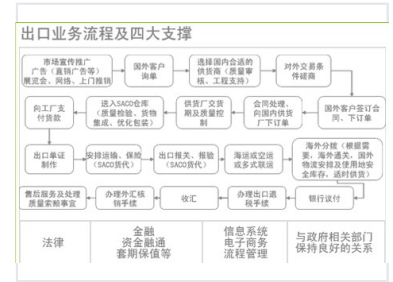 出口业务流程及四大支撑
市场宣传推广
广告（直销广告等）
展览会、网络、上门推销
国外客户
询单
选择国内合适的
供货商（质量审
核、工程支持）
对外交易条
件磋商
向工厂支
付货款
送入SACO仓库
（质量检验、货物
集成、优化包装）
供货厂交货
期及质量控
制
合同处理、
向国内供货
厂下订单
国外客户签订合
同、下订单
出口单证
制作
安排运输、保险
（SACO货代）
出口报关、报验
（SACO货代）
海运或空运
或多式联运
海外分拨（根据需
要，海外通关、国外
物流安排及使用地安
全库存，适时供货）
售后服务及处理
质量索赔事宜
办理外汇核
销手续
收汇
办理出口退
税手续
银行议付
法律
金融
资金融通
套期保值等
信息系统
电子商务
流程管理
与政府相关部门
保持良好的关系